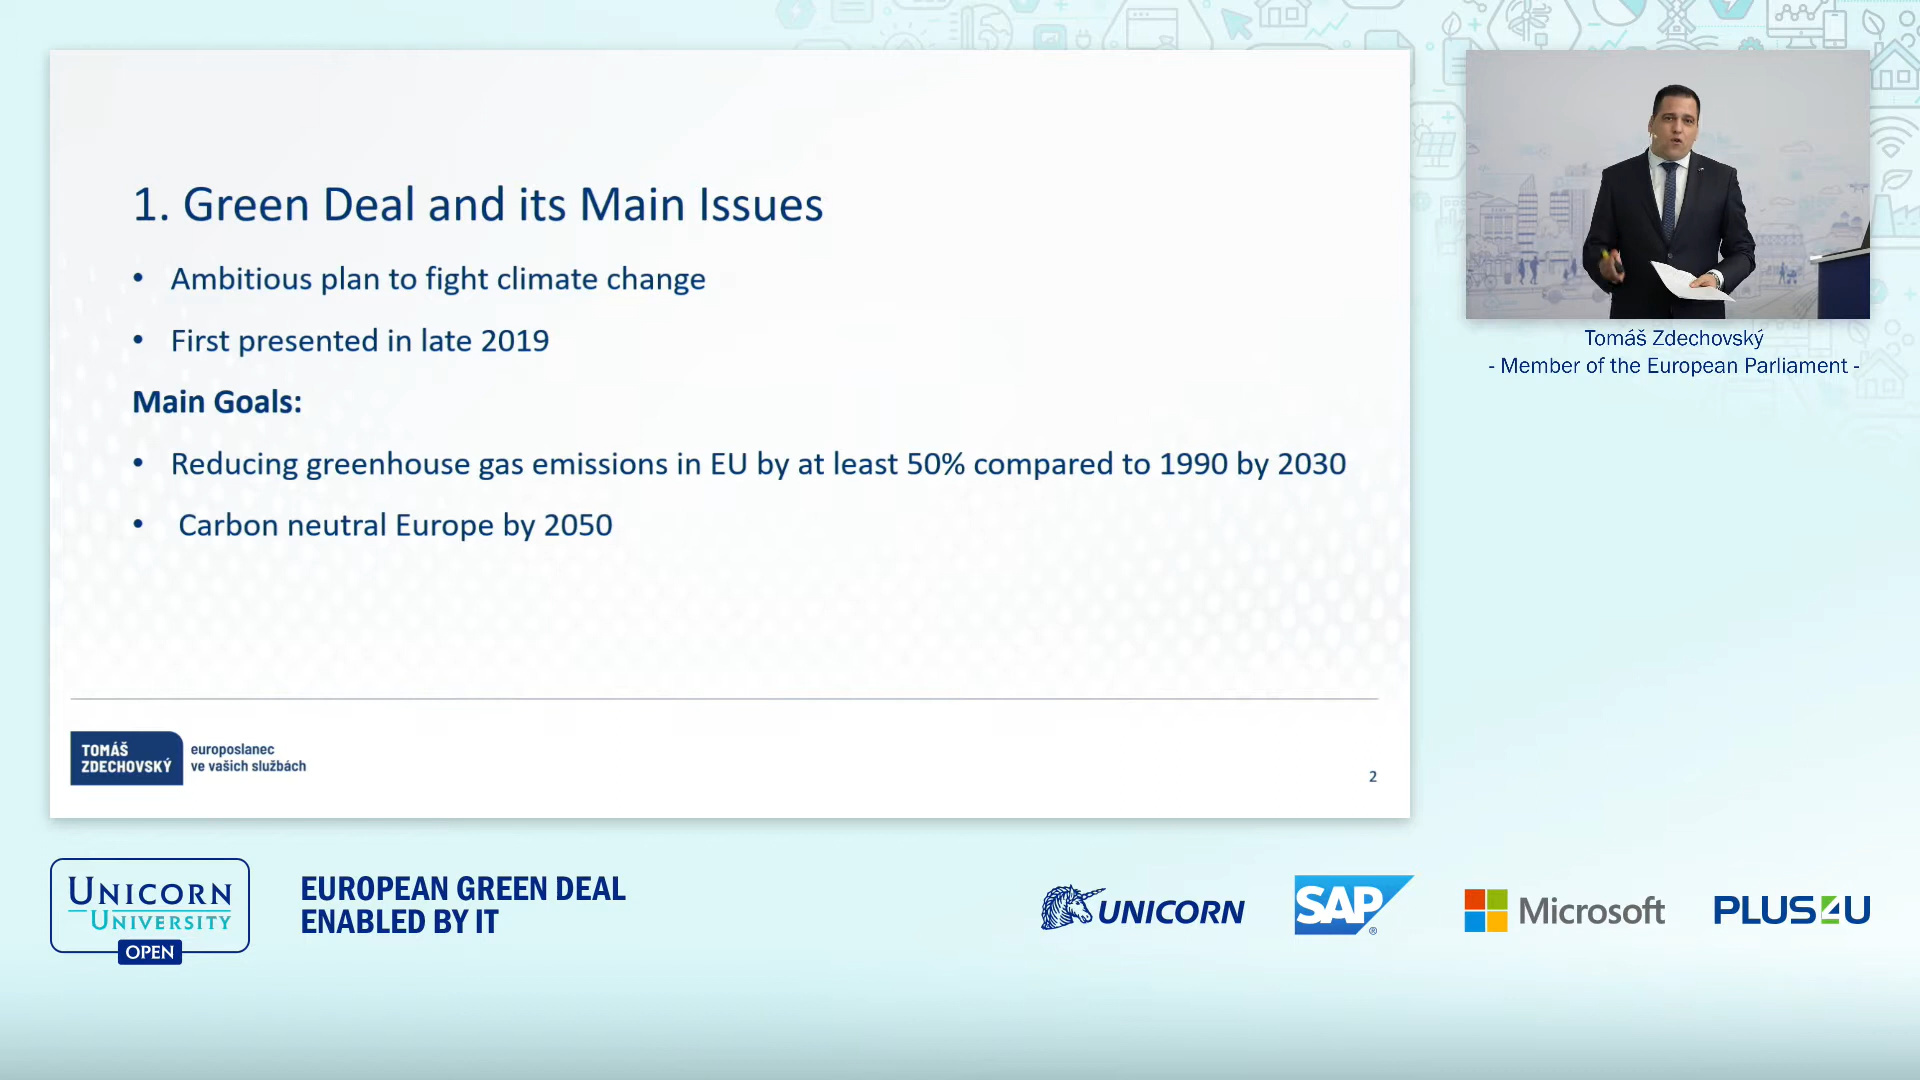 1. Green Deal and its Main Issues
• Ambitious plan to fight climate change
• First presented in late 2019
Main Goals:
• Reducing greenhouse gas emissions in EU by at least 50% compared to 1990 by 2030
• Carbon neutral Europe by 2050
TOMÁŠ
ZDECHOVSKÝ
europoslanec
ve vašich službách
2
Tomáš Zdechovský
- Member of the European Parliament -
UNICORN
UNIVERSITY
OPEN
EUROPEAN GREEN DEAL
ENABLED BY IT
UNICORN
SAP®
Microsoft
PLUS4U